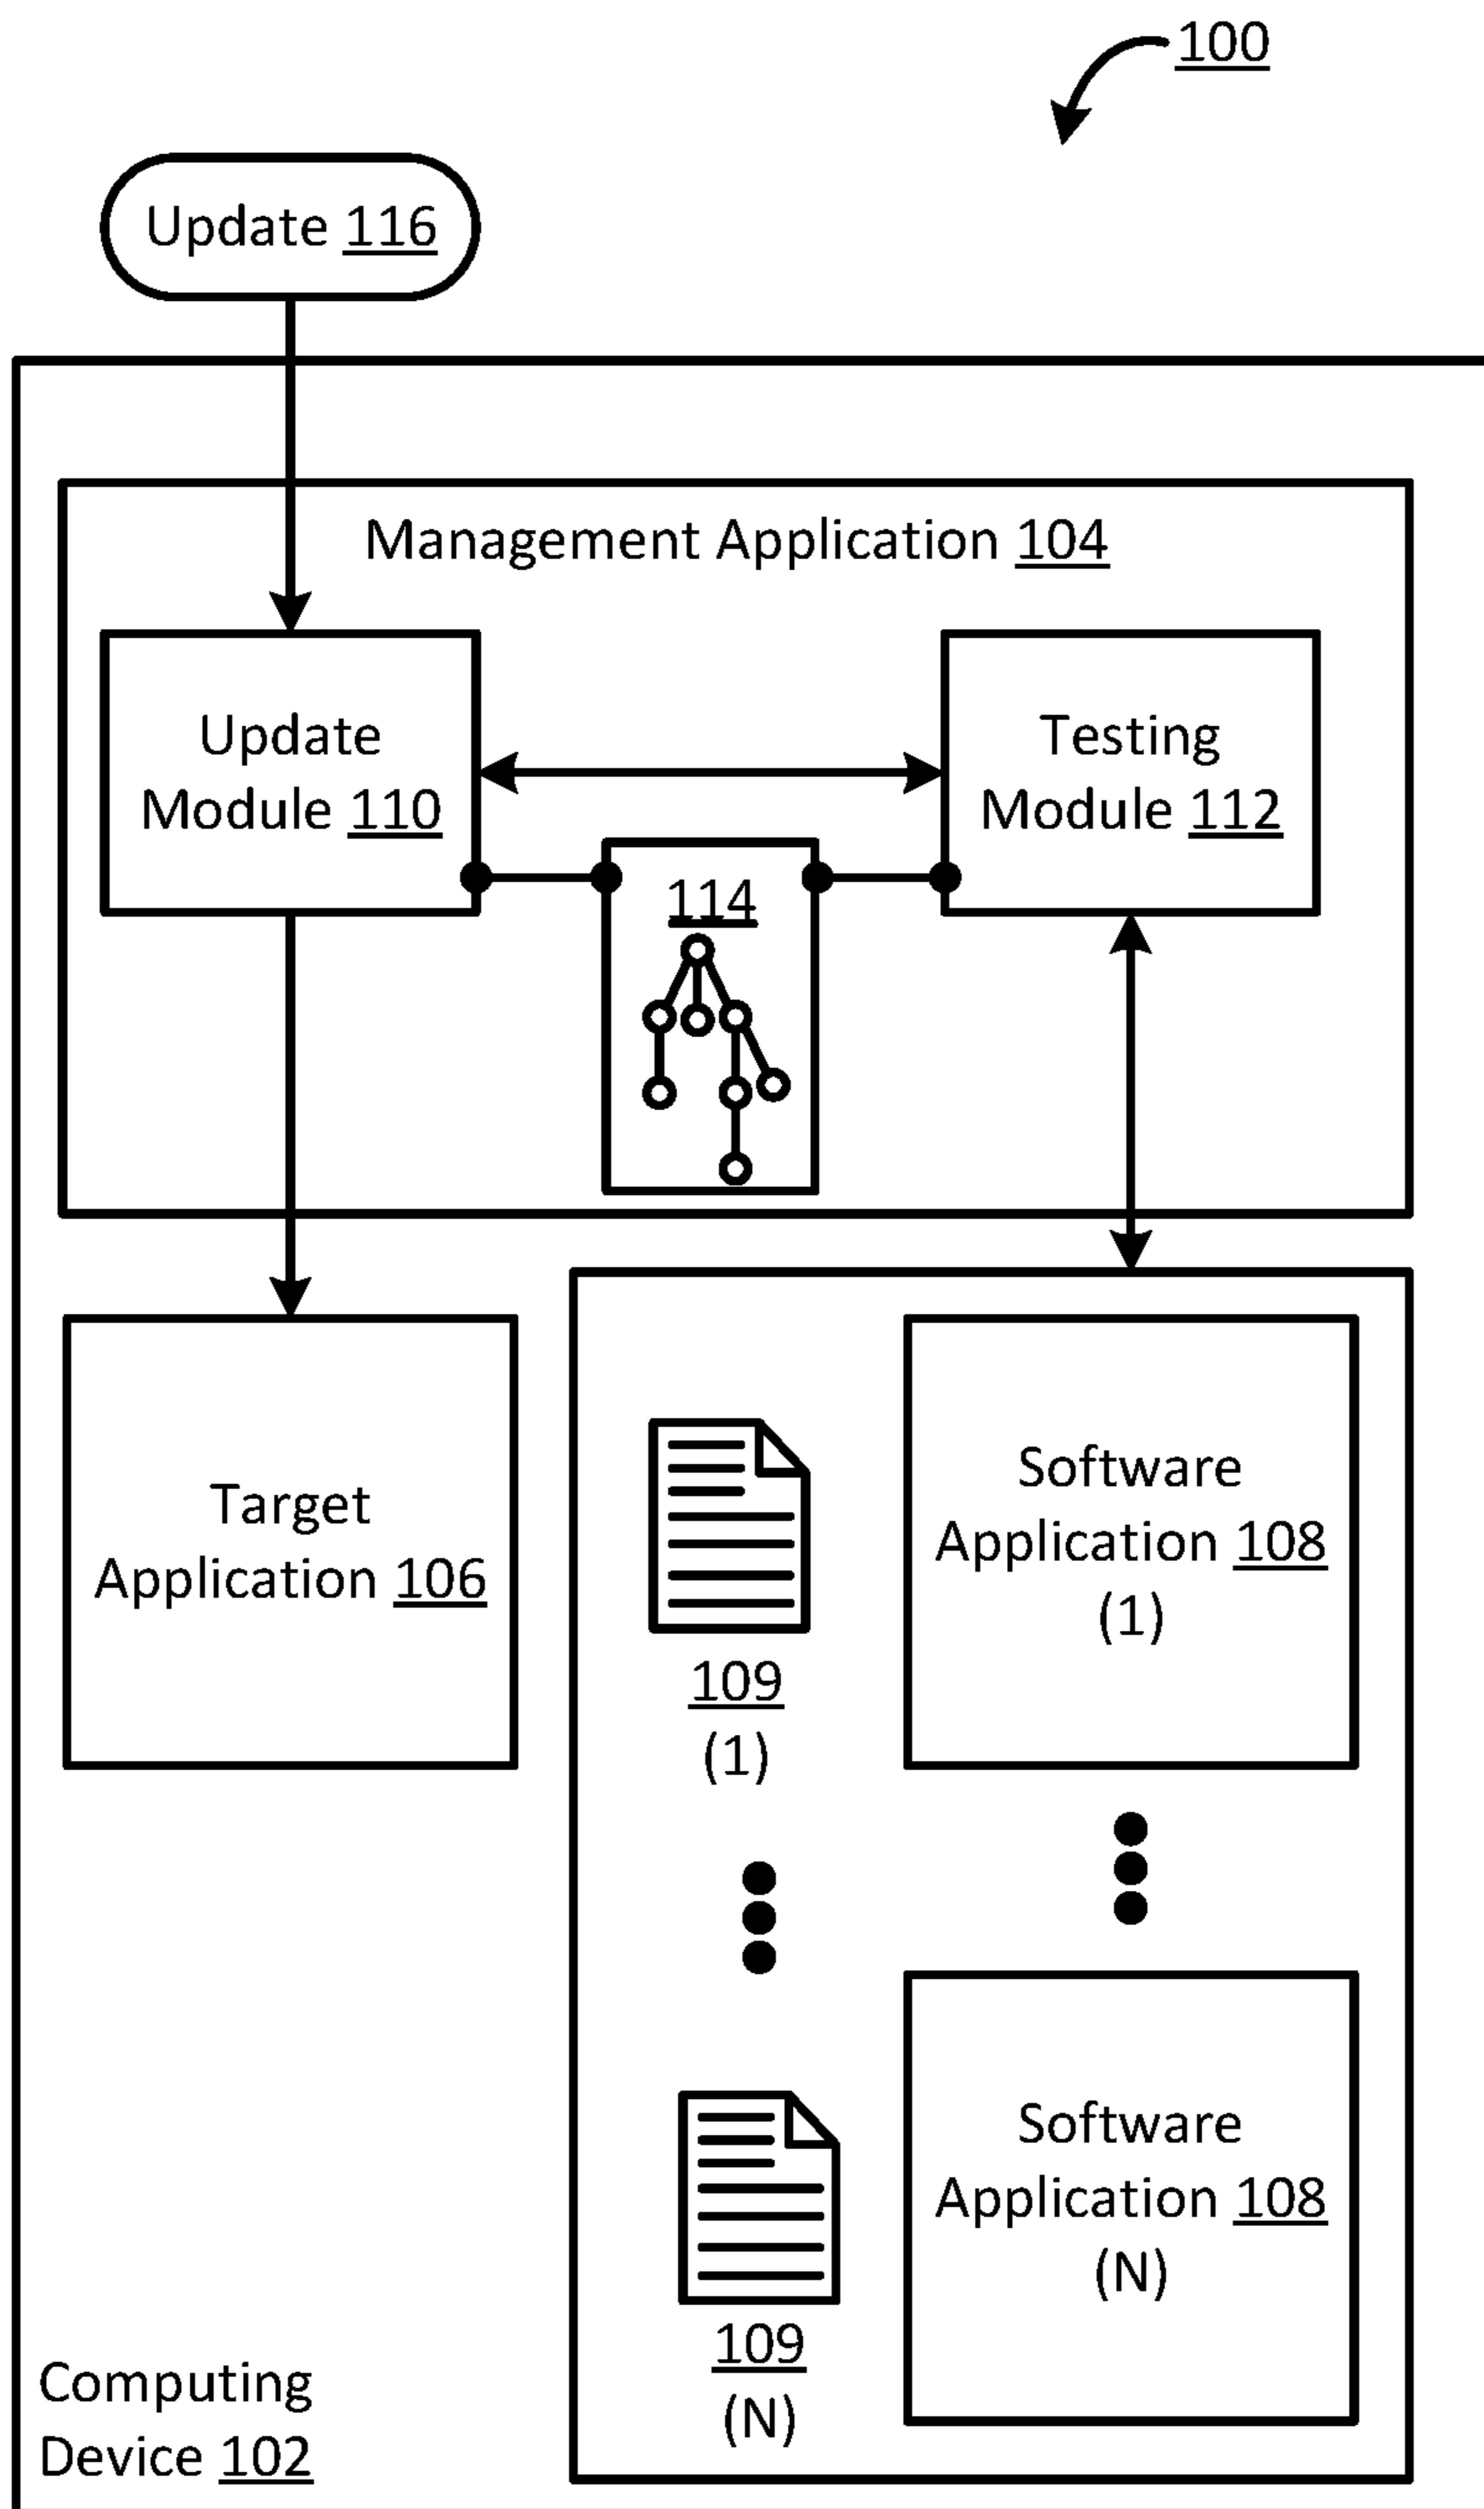 100
Update 116
Management Application 104
Update
Module 110
Testing
Module 112
114
Target
Application 106
Software
Application 108
(1)
109
(1)
Software
Application 108
(N)
109
(N)
Computing
Device 102